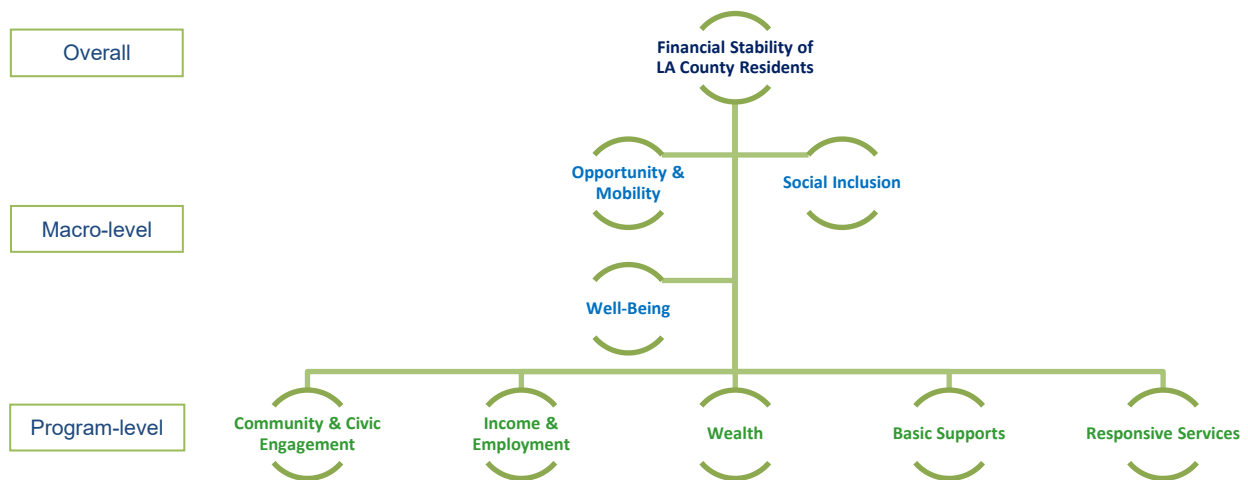 Overall
Financial Stability of
LA County Residents
Macro-level
Opportunity &
Mobility
Social Inclusion
Well-Being
Program-level
Community & Civic
Engagement
Income &
Employment
Wealth
Basic Supports
Responsive Services